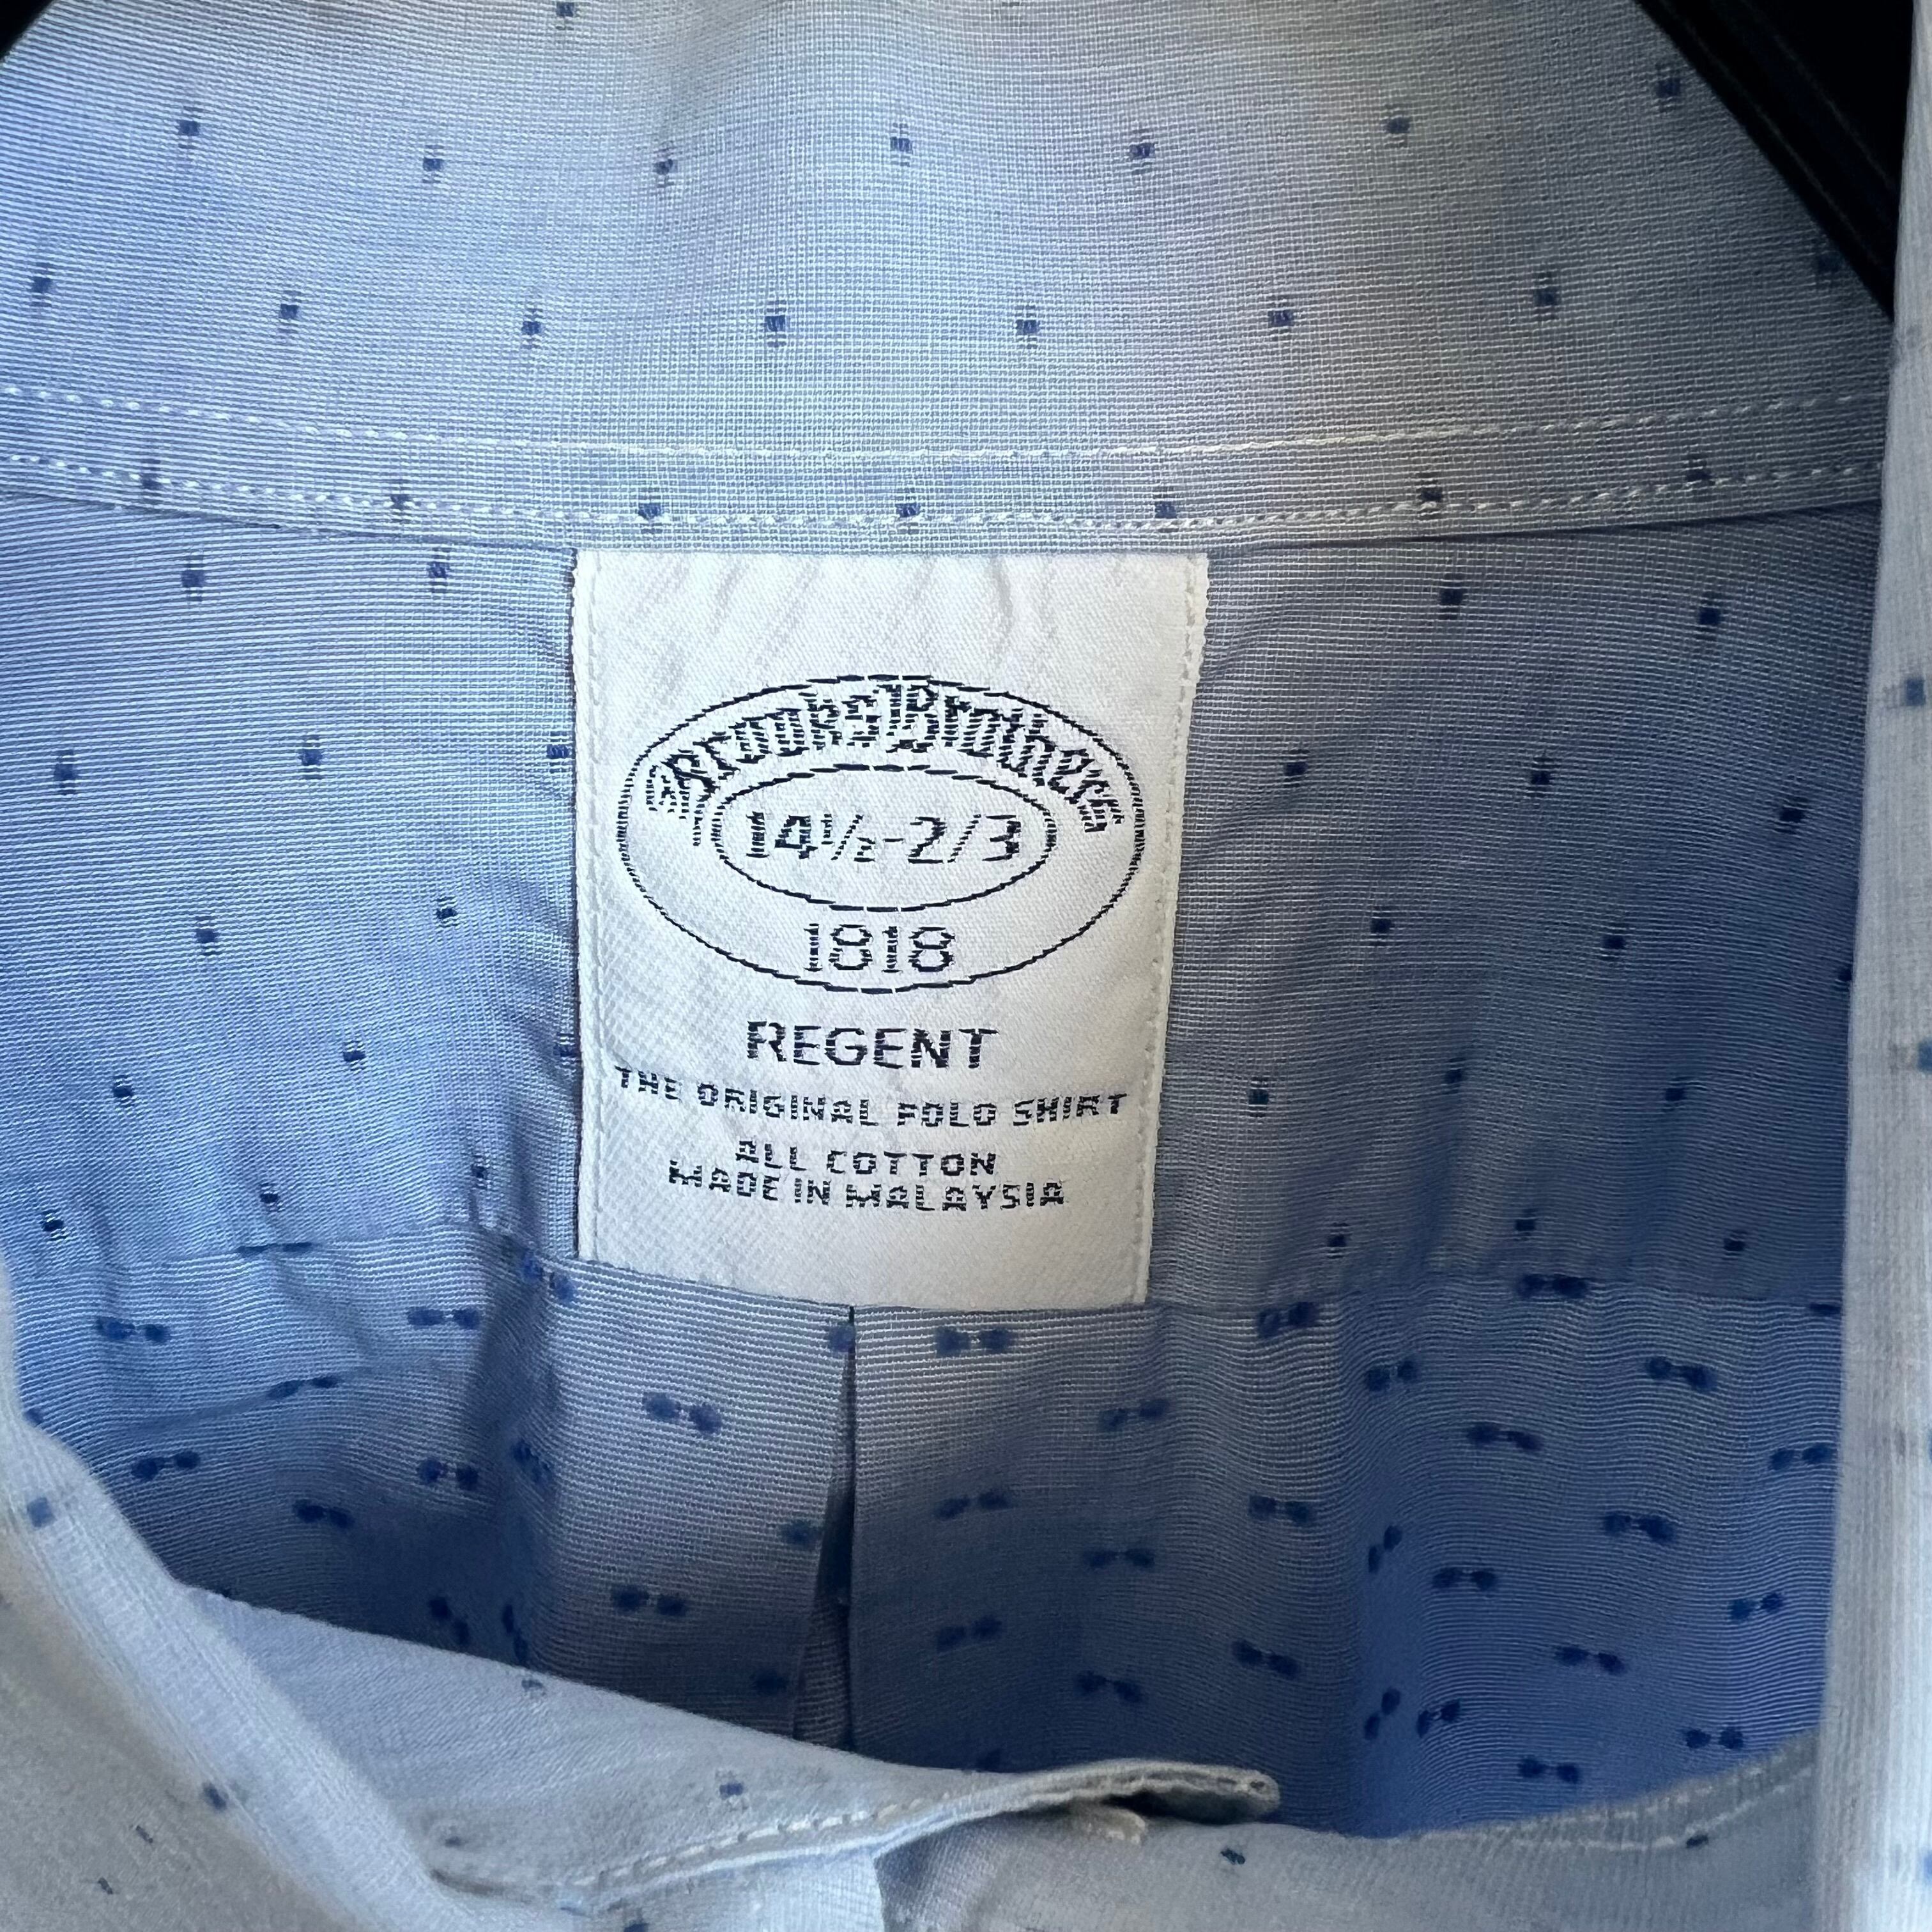 Brooks Brothers
14½-2/3
1818
REGENT
THE ORIGINAL POLO SHIRT
ALL COTTON
MADE IN MALAYSIA